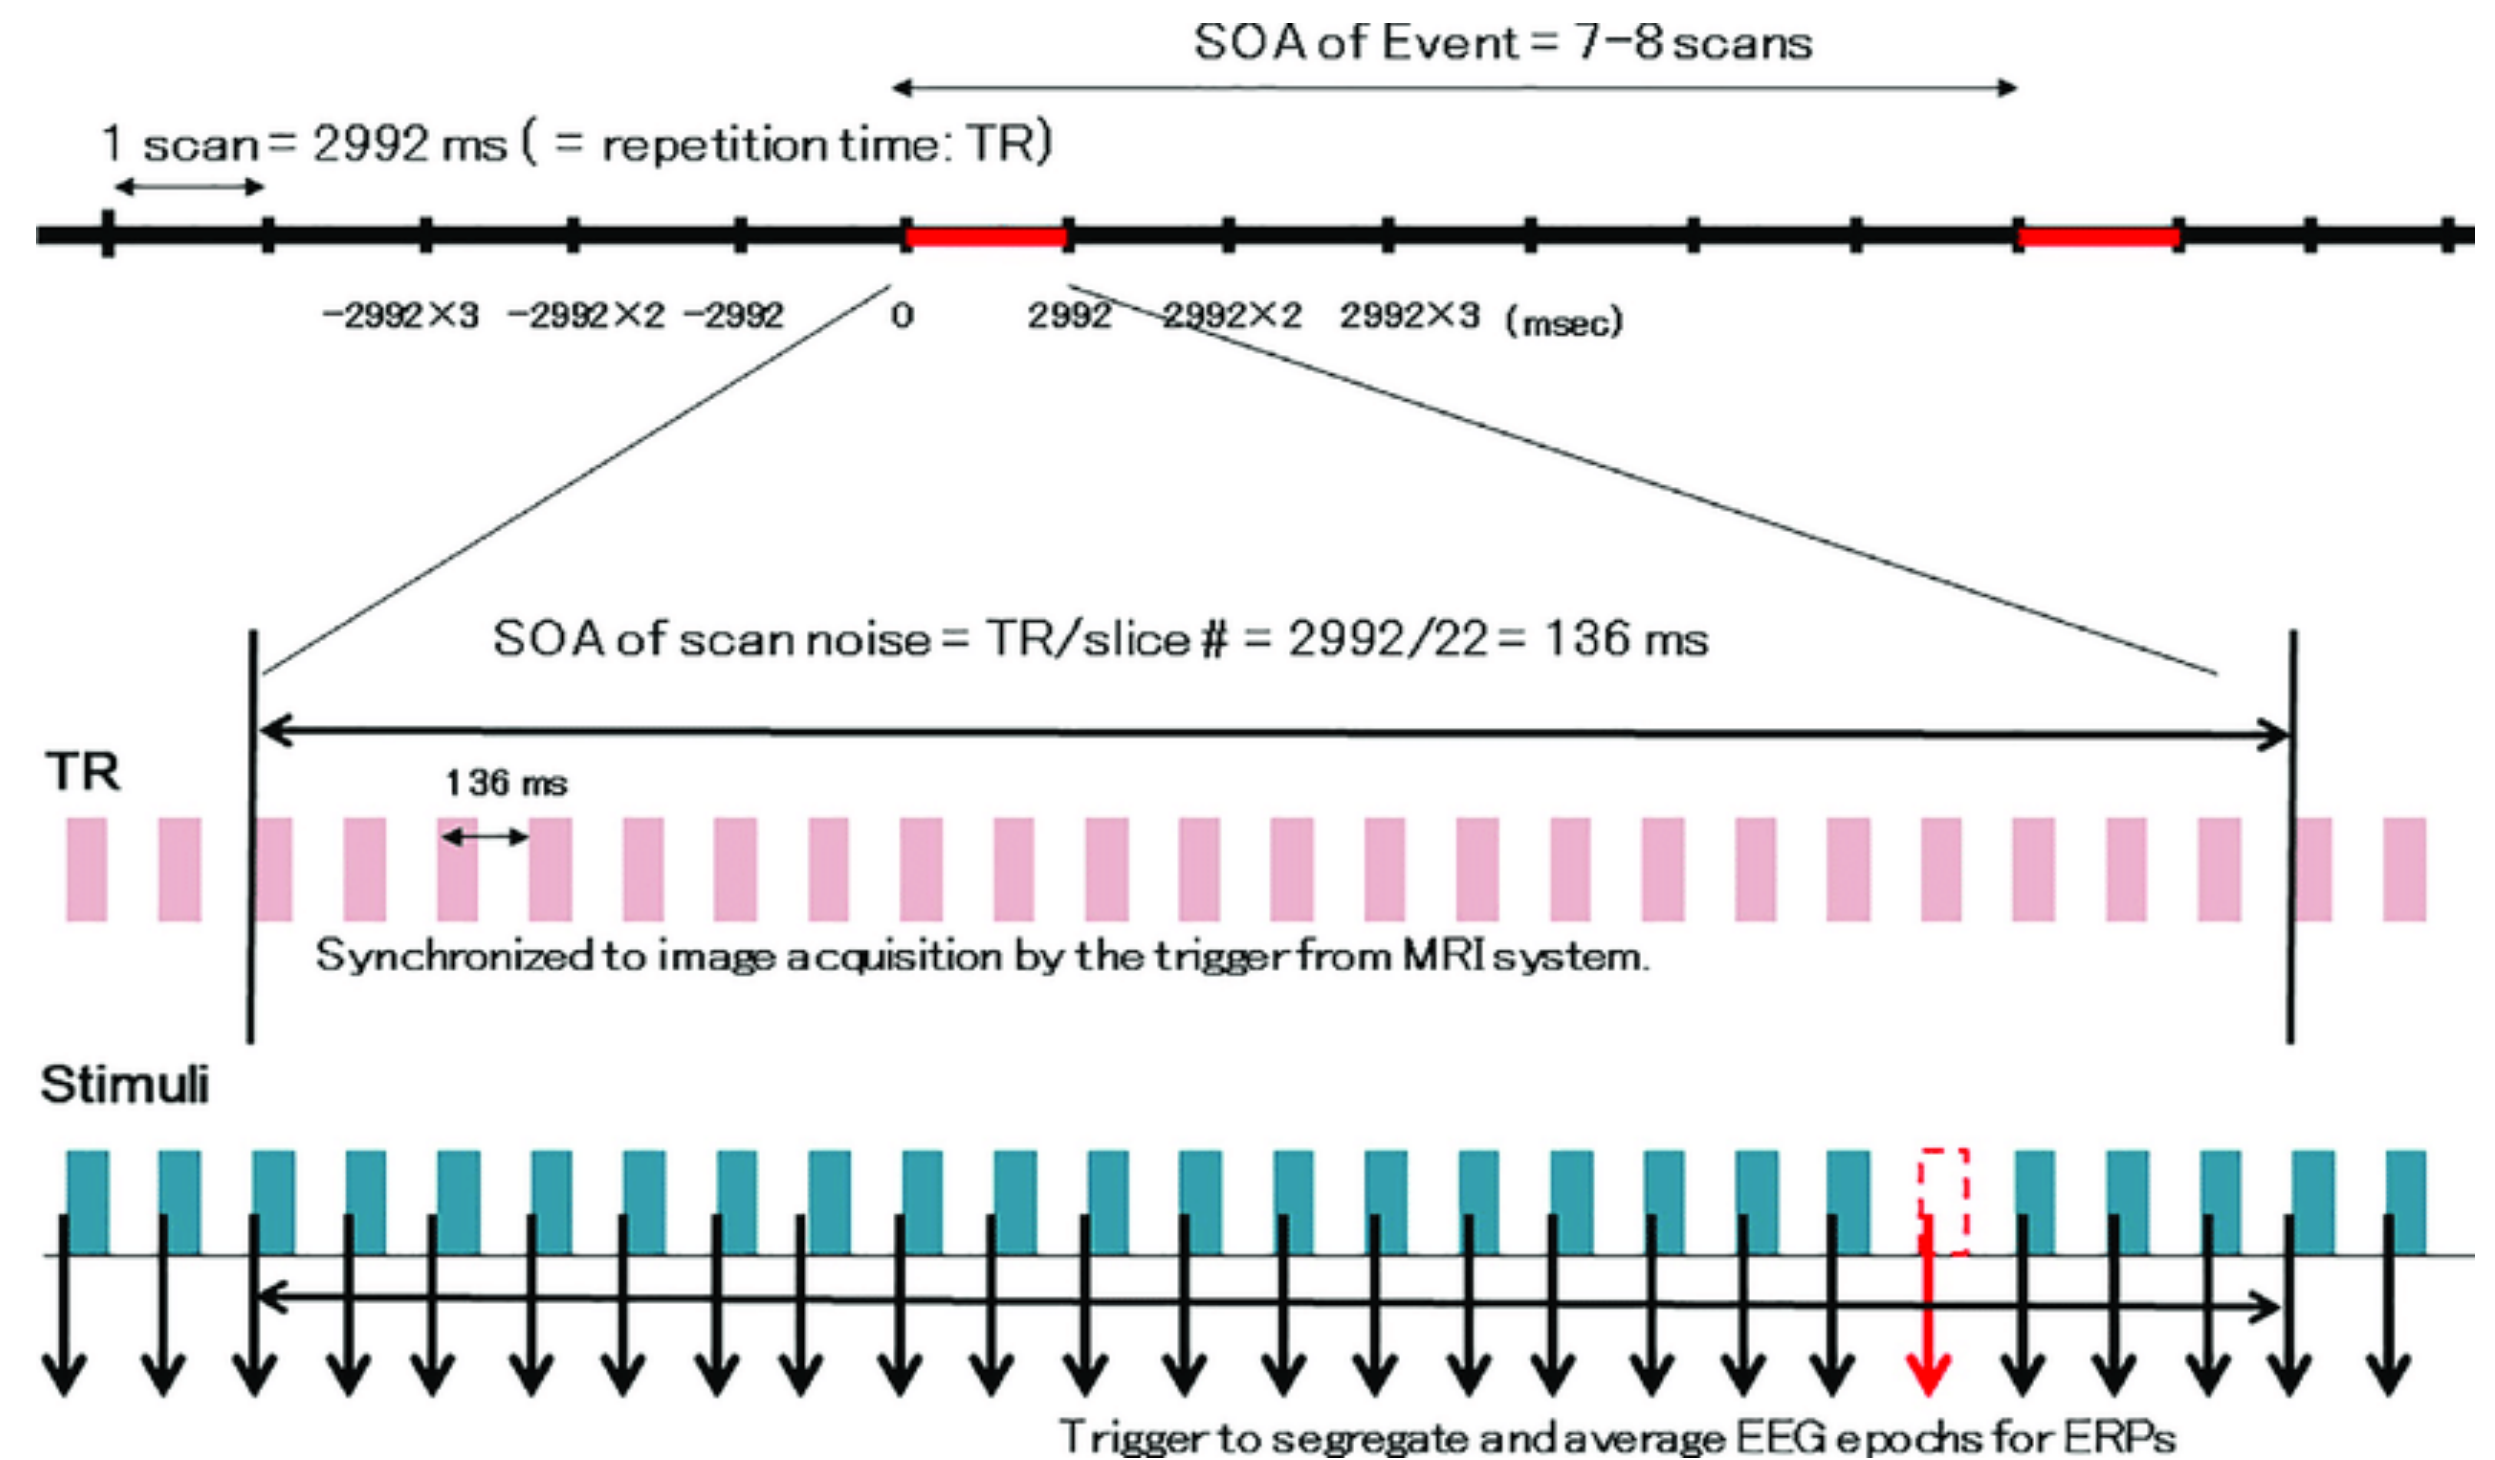 SOA of Event = 7-8 scans
1 scan = 2992 ms ( = repetition time: TR)
-2992×3 -2992×2 -2992 0 2992 2992×2 2992×3 (msec)
SOA of scan noise = TR/slice # = 2992/22 = 136 ms
TR
136 ms
Synchronized to image acquisition by the trigger from MRI system.
Stimuli
Trigger to segregate and average EEG epochs for ERPs